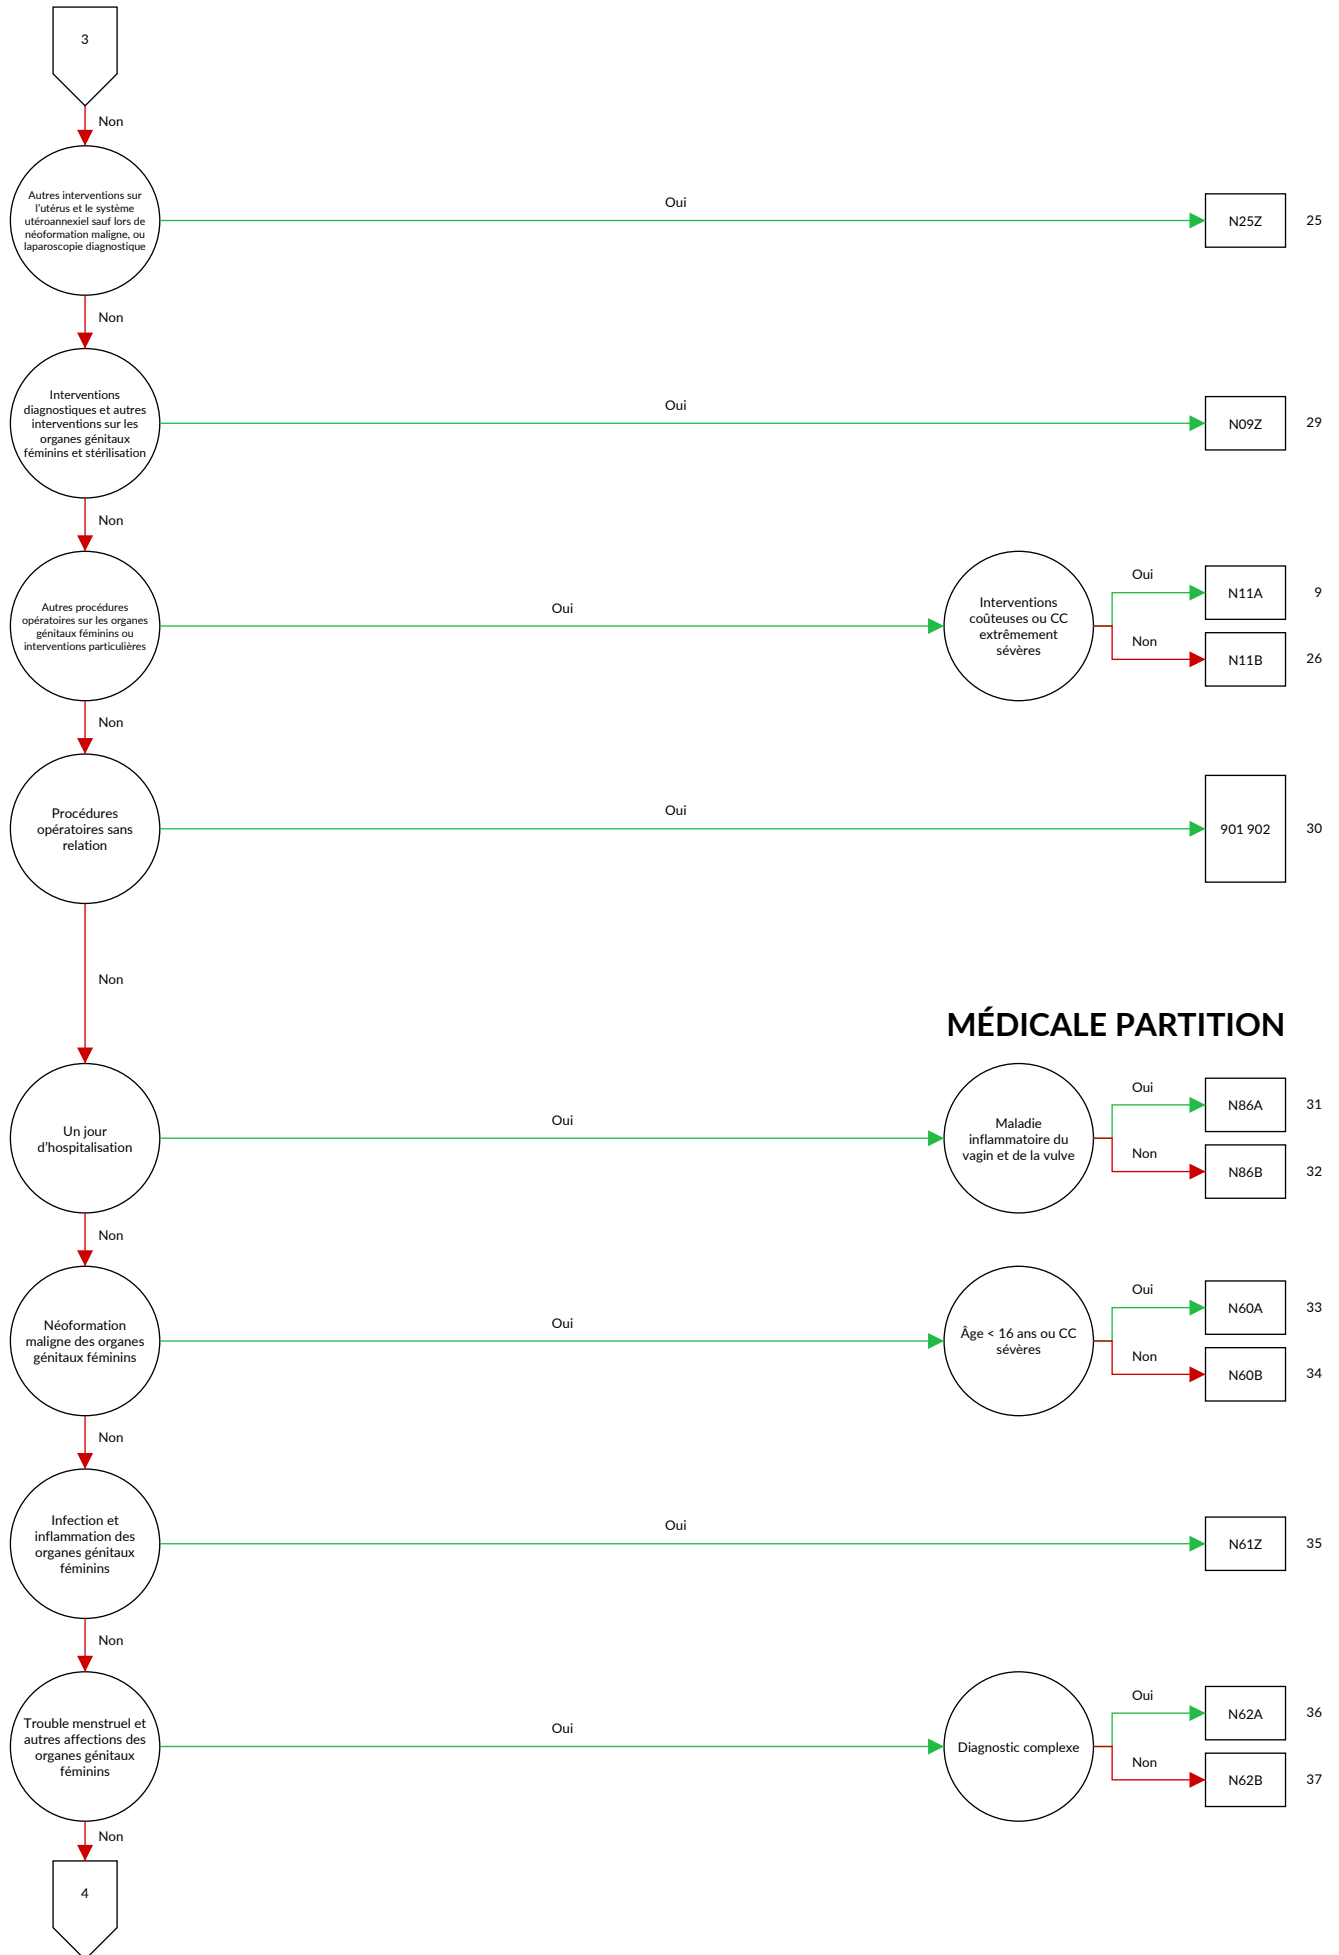 3
Non
Autres interventions sur
l'utérus et le système
utéroannexiel sauf lors de
néoformation maligne, ou
laparoscopie diagnostique
Oui
N25Z
25
Non
Interventions
diagnostiques et autres
interventions sur les
organes génitaux
féminins et stérilisation
Oui
N09Z
29
Non
Autres procédures
opératoires sur les organes
génitaux féminins ou
interventions particulières
Oui
Interventions
coûteuses ou CC
extrêmement
sévères
Oui
N11A
9
Non
N11B
26
Non
Procédures
opératoires sans
relation
Oui
901 902
30
Non
MÉDICALE PARTITION
Un jour
d'hospitalisation
Oui
Maladie
inflammatoire du
vagin et de la vulve
Oui
N86A
31
Non
N86B
32
Non
Néoformation
maligne des organes
génitaux féminins
Oui
Âge < 16 ans ou CC
sévères
Oui
N60A
33
Non
N60B
34
Non
Infection et
inflammation des
organes génitaux
féminins
Oui
N61Z
35
Non
Trouble menstruel et
autres affections des
organes génitaux
féminins
Oui
Diagnostic complexe
Oui
N62A
36
Non
N62B
37
Non
4